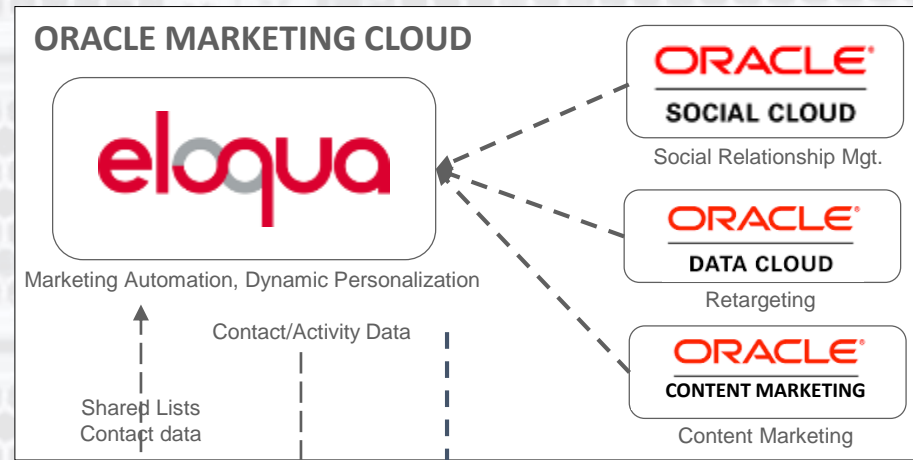 ORACLE MARKETING CLOUD
eloqua
Marketing Automation, Dynamic Personalization
Contact/Activity Data
Shared Lists
Contact data
ORACLE®
SOCIAL CLOUD
Social Relationship Mgt.
ORACLE®
DATA CLOUD
Retargeting
ORACLE®
CONTENT MARKETING
Content Marketing